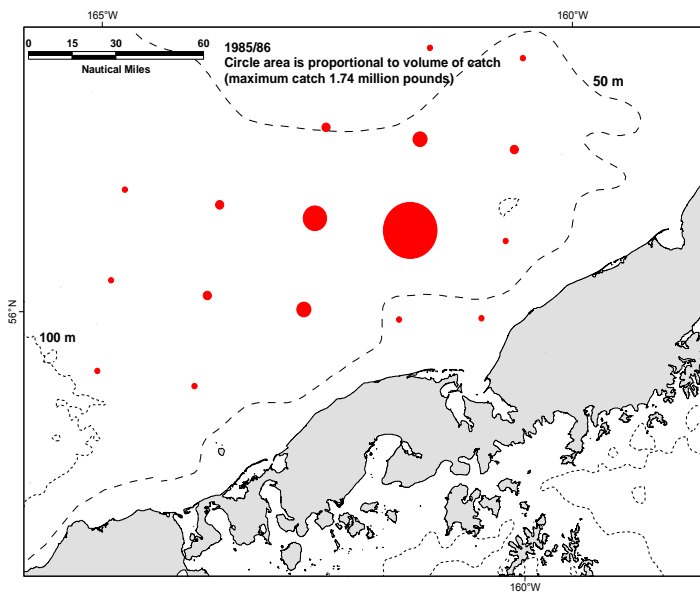 165°W
160°W
0 15 30 60
Nautical Miles
1985/86
Circle area is proportional to volume of catch
(maximum catch 1.74 million pounds)
50 m
56°N
100 m
160°W